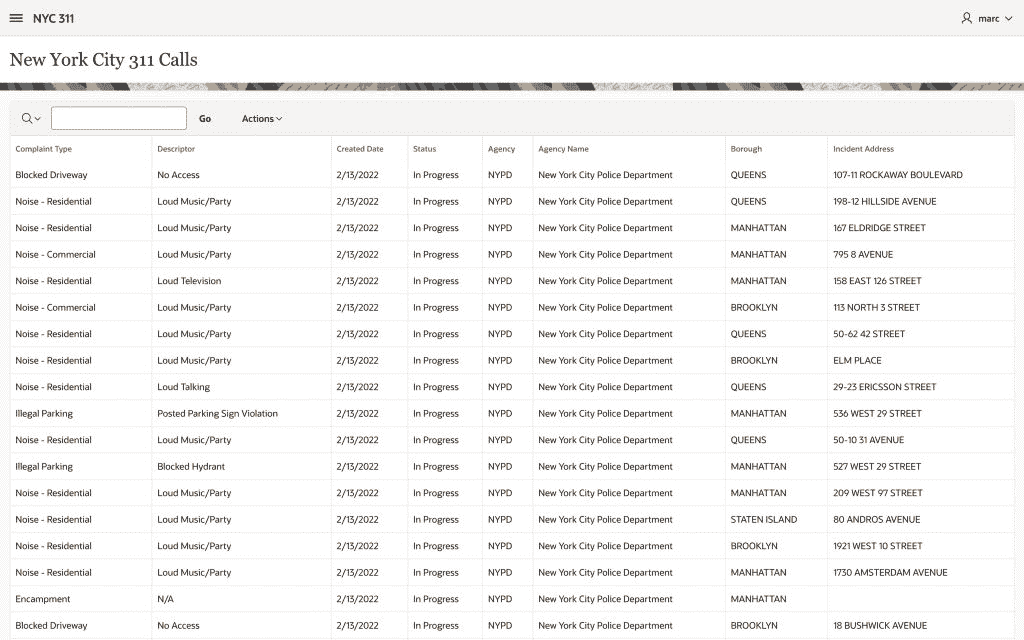 NYC 311 marc
New York City 311 Calls
Go Actions
Complaint Type Descriptor Created Date Status Agency Agency Name Borough Incident Address
Blocked Driveway No Access 2/13/2022 In Progress NYPD New York City Police Department QUEENS 107-11 ROCKAWAY BOULEVARD
Noise - Residential Loud Music/Party 2/13/2022 In Progress NYPD New York City Police Department QUEENS 198-12 HILLSIDE AVENUE
Noise - Residential Loud Music/Party 2/13/2022 In Progress NYPD New York City Police Department MANHATTAN 167 ELDRIDGE STREET
Noise - Commercial Loud Music/Party 2/13/2022 In Progress NYPD New York City Police Department MANHATTAN 795 8 AVENUE
Noise - Residential Loud Television 2/13/2022 In Progress NYPD New York City Police Department MANHATTAN 158 EAST 126 STREET
Noise - Commercial Loud Music/Party 2/13/2022 In Progress NYPD New York City Police Department BROOKLYN 113 NORTH 3 STREET
Noise - Residential Loud Music/Party 2/13/2022 In Progress NYPD New York City Police Department QUEENS 50-62 42 STREET
Noise - Residential Loud Music/Party 2/13/2022 In Progress NYPD New York City Police Department BROOKLYN ELM PLACE
Noise - Residential Loud Talking 2/13/2022 In Progress NYPD New York City Police Department QUEENS 29-23 ERICSSON STREET
Illegal Parking Posted Parking Sign Violation 2/13/2022 In Progress NYPD New York City Police Department MANHATTAN 536 WEST 29 STREET
Noise - Residential Loud Music/Party 2/13/2022 In Progress NYPD New York City Police Department QUEENS 50-10 31 AVENUE
Illegal Parking Blocked Hydrant 2/13/2022 In Progress NYPD New York City Police Department MANHATTAN 527 WEST 29 STREET
Noise - Residential Loud Music/Party 2/13/2022 In Progress NYPD New York City Police Department MANHATTAN 209 WEST 97 STREET
Noise - Residential Loud Music/Party 2/13/2022 In Progress NYPD New York City Police Department STATEN ISLAND 80 ANDROS AVENUE
Noise - Residential Loud Music/Party 2/13/2022 In Progress NYPD New York City Police Department BROOKLYN 1921 WEST 10 STREET
Noise - Residential Loud Music/Party 2/13/2022 In Progress NYPD New York City Police Department MANHATTAN 1730 AMSTERDAM AVENUE
Encampment N/A 2/13/2022 In Progress NYPD New York City Police Department MANHATTAN
Blocked Driveway No Access 2/13/2022 In Progress NYPD New York City Police Department BROOKLYN 18 BUSHWICK AVENUE